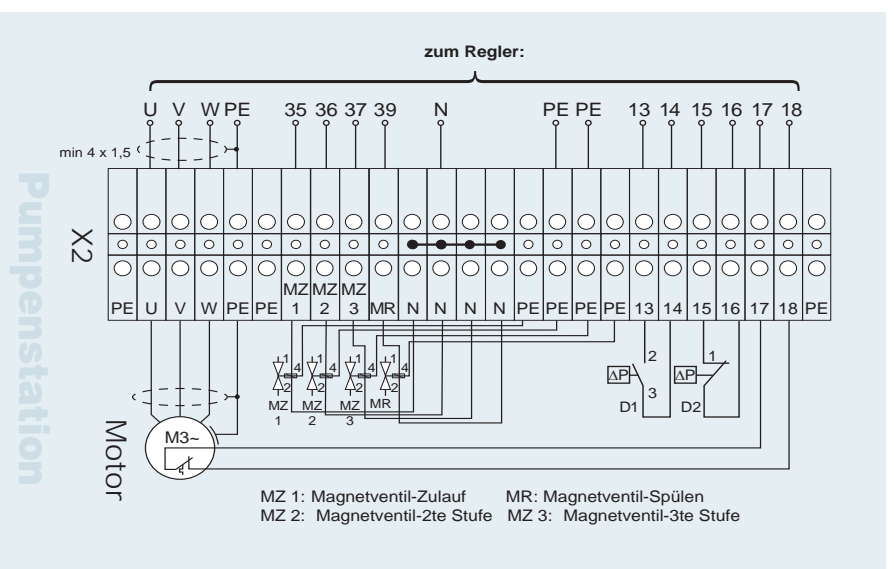 zum Regler:
U V W PE 35 36 37 39 N PE PE 13 14 15 16 17 18
min 4 x 1,5
Pumpenstation
X2
MZ MZ MZ
PE U V W PE PE 1 2 3 MR N N N N PE PE PE PE 13 14 15 16 17 18 PE
1 4 2 1 4 2 1 4 2 1 4 2
MZ 1
MZ 2
MZ 3
MR
2
ΔP
3
D1
1
ΔP
2
D2
Motor
M3~
MZ 1: Magnetventil-Zulauf MR: Magnetventil-Spülen
MZ 2: Magnetventil-2te Stufe MZ 3: Magnetventil-3te Stufe